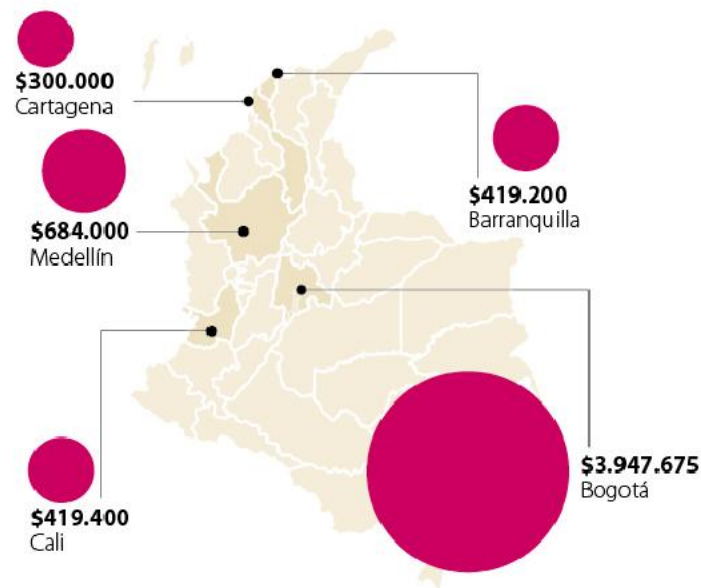 $300.000
Cartagena
$684.000
Medellín
$419.200
Barranquilla
$3.947.675
Bogotá
$419.400
Cali